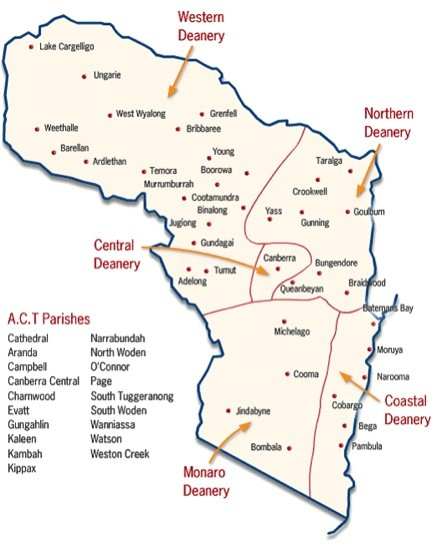 Western
Deanery
Lake Cargelligo
Ungarie
West Wyalong
Grenfell
Bribbaree
Weethalle
Northern
Deanery
Barellan
Ardlethan
Young
Taralga
Temora
Boorowa
Murrumburrah
Crookwell
Cootamundra
Binalong
Yass
Goulburn
Gunning
Jugiong
Central
Deanery
Gundagai
Canberra
Bungendore
Adelong
Tumut
Queanbeyan
Braidwood
Batemans Bay
A.C.T Parishes
Cathedral Narrabundah
Aranda North Woden
Campbell O'Connor
Canberra Central Page
Charnwood South Tuggeranong
Evatt South Woden
Gungahlin Wanniassa
Kaleen Watson
Kambah Weston Creek
Kippax
Michelago
Moruya
Cooma
Narooma
Cobargo
Coastal
Deanery
Jindabyne
Bega
Bombala
Pambula
Monaro
Deanery